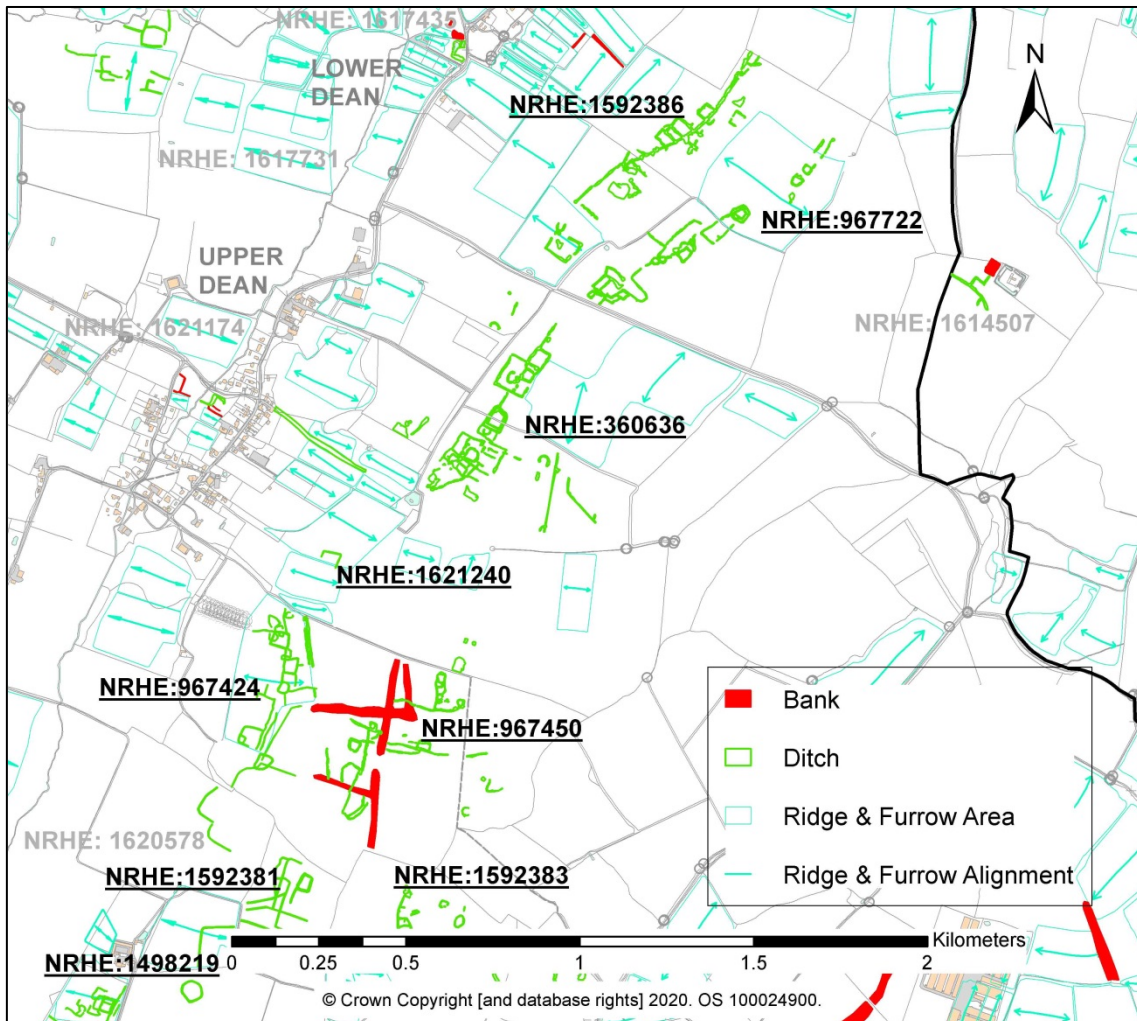 NRHE: 1617435
LOWER
DEAN
NRHE:1592386
N
NRHE: 1617731
NRHE:967722
UPPER
DEAN
NRHE: 1621174
NRHE: 1614507
NRHE:360636
NRHE:1621240
NRHE:967424
NRHE:967450
Bank
Ditch
Ridge & Furrow Area
Ridge & Furrow Alignment
NRHE: 1620578
NRHE:1592381
NRHE:1592383
NRHE:1498219
0 0.25 0.5 1 1.5 2 Kilometers
© Crown Copyright [and database rights] 2020. OS 100024900.